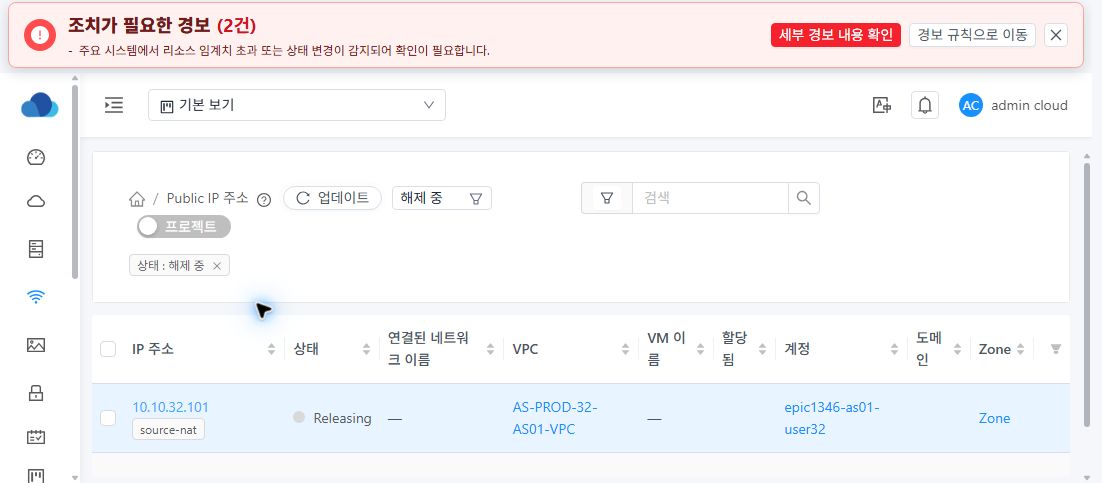 조치가 필요한 경보 (2건)
- 주요 시스템에서 리소스 임계치 초과 또는 상태 변경이 감지되어 확인이 필요합니다.
세부 경보 내용 확인
경보 규칙으로 이동
기본 보기
AC admin cloud
/ Public IP 주소
업데이트
해제 중
검색
프로젝트
상태 : 해제 중
IP 주소
상태
연결된 네트워
크 이름
VPC
VM 이
름
할당
됨
계정
도메
인
Zone
10.10.32.101
source-nat
Releasing
—
AS-PROD-32-
AS01-VPC
—
epic1346-as01-
user32
Zone